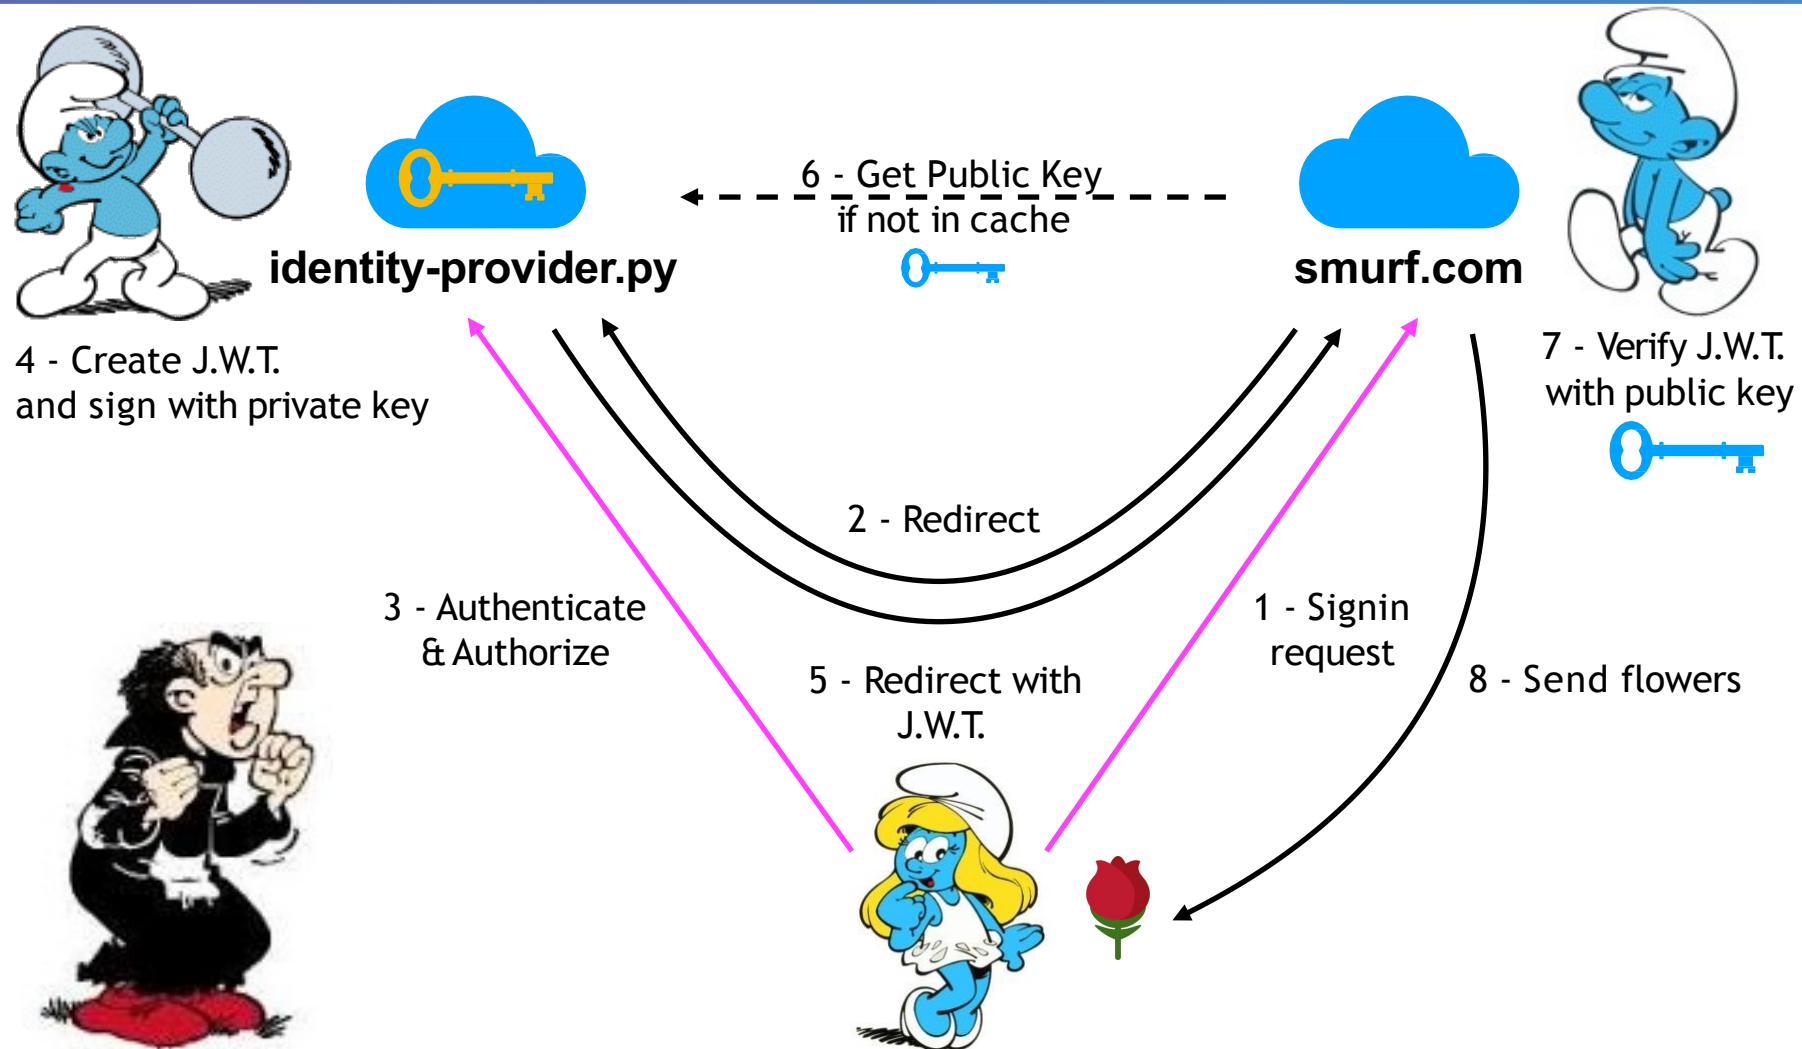 6 - Get Public Key
if not in cache
identity-provider.py
smurf.com
4 - Create J.W.T.
and sign with private key
7 - Verify J.W.T.
with public key
2 - Redirect
3 - Authenticate
& Authorize
1 - Signin
request
5 - Redirect with
J.W.T.
8 - Send flowers